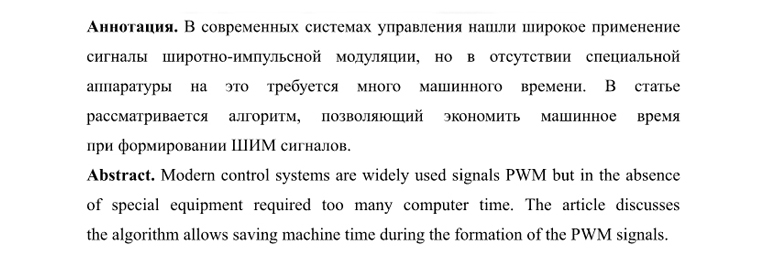 Аннотация. В современных системах управления нашли широкое применение
сигналы широтно-импульсной модуляции, но в отсутствии специальной
аппаратуры на это требуется много машинного времени. В статье
рассматривается алгоритм, позволяющий экономить машинное время
при формировании ШИМ сигналов.
Abstract. Modern control systems are widely used signals PWM but in the absence
of special equipment required too many computer time. The article discusses
the algorithm allows saving machine time during the formation of the PWM signals.